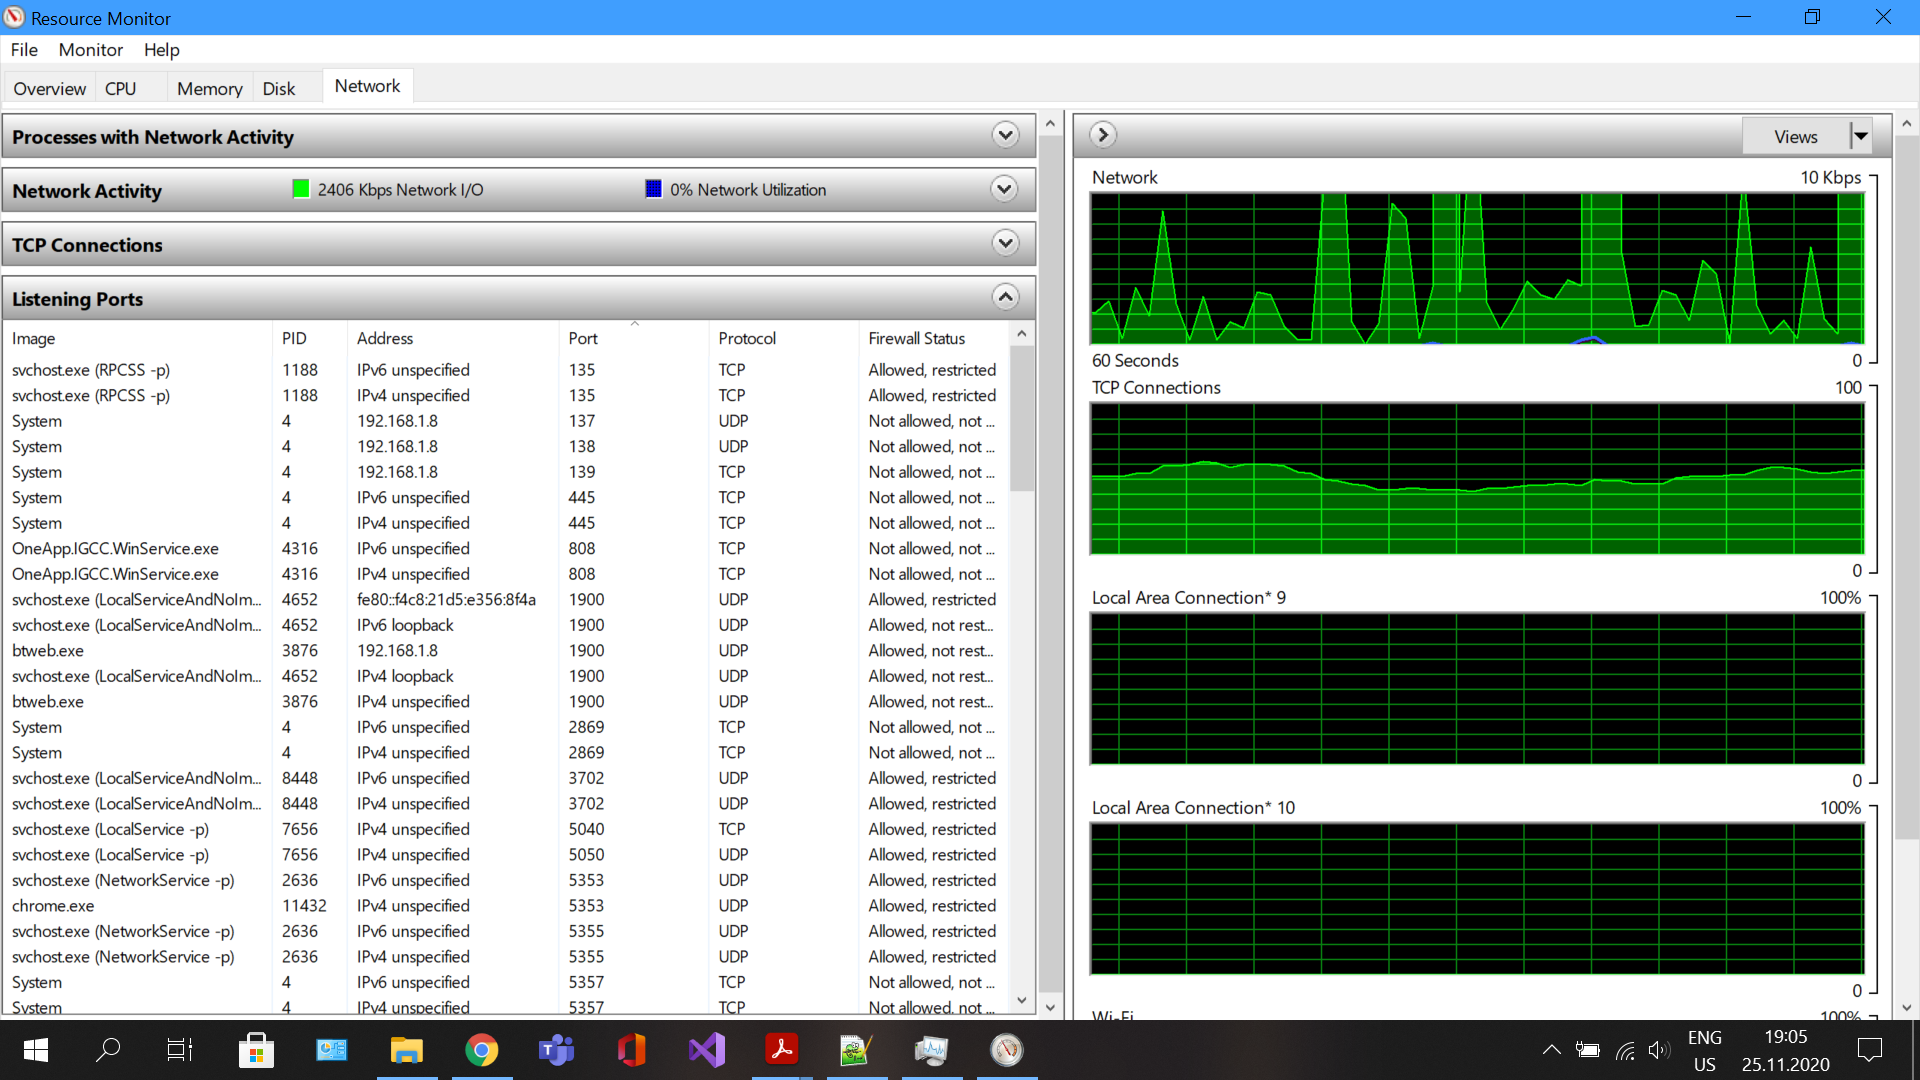 Resource Monitor
File Monitor Help
Overview CPU Memory Disk Network
Processes with Network Activity
Network Activity 2406 Kbps Network I/O 0% Network Utilization
TCP Connections
Listening Ports
Image PID Address Port Protocol Firewall Status
svchost.exe (RPCSS -p) 1188 IPv6 unspecified 135 TCP Allowed, restricted
svchost.exe (RPCSS -p) 1188 IPv4 unspecified 135 TCP Allowed, restricted
System 4 192.168.1.8 137 UDP Not allowed, not ...
System 4 192.168.1.8 138 UDP Not allowed, not ...
System 4 192.168.1.8 139 TCP Not allowed, not ...
System 4 IPv6 unspecified 445 TCP Not allowed, not ...
System 4 IPv4 unspecified 445 TCP Not allowed, not ...
OneApp.IGCC.WinService.exe 4316 IPv6 unspecified 808 TCP Not allowed, not ...
OneApp.IGCC.WinService.exe 4316 IPv4 unspecified 808 TCP Not allowed, not ...
svchost.exe (LocalServiceAndNoIm... 4652 fe80::f4c8:21d5:e356:8f4a 1900 UDP Allowed, restricted
svchost.exe (LocalServiceAndNoIm... 4652 IPv6 loopback 1900 UDP Allowed, not rest...
btweb.exe 3876 192.168.1.8 1900 UDP Allowed, not rest...
svchost.exe (LocalServiceAndNoIm... 4652 IPv4 loopback 1900 UDP Allowed, not rest...
btweb.exe 3876 IPv4 unspecified 1900 UDP Allowed, not rest...
System 4 IPv6 unspecified 2869 TCP Not allowed, not ...
System 4 IPv4 unspecified 2869 TCP Not allowed, not ...
svchost.exe (LocalServiceAndNoIm... 8448 IPv6 unspecified 3702 UDP Allowed, restricted
svchost.exe (LocalServiceAndNoIm... 8448 IPv4 unspecified 3702 UDP Allowed, restricted
svchost.exe (LocalService -p) 7656 IPv4 unspecified 5040 TCP Allowed, restricted
svchost.exe (LocalService -p) 7656 IPv4 unspecified 5050 UDP Allowed, restricted
svchost.exe (NetworkService -p) 2636 IPv6 unspecified 5353 UDP Allowed, restricted
chrome.exe 11432 IPv4 unspecified 5353 UDP Allowed, restricted
svchost.exe (NetworkService -p) 2636 IPv6 unspecified 5355 UDP Allowed, restricted
svchost.exe (NetworkService -p) 2636 IPv4 unspecified 5355 UDP Allowed, restricted
System 4 IPv6 unspecified 5357 TCP Not allowed, not ...
System 4 IPv4 unspecified 5357 TCP Not allowed, not ...
Views
Network 10 Kbps
60 Seconds 0
TCP Connections 100
0
Local Area Connection* 9 100%
0
Local Area Connection* 10 100%
0
Wi-Fi 100%
ENG 19:05
US 25.11.2020